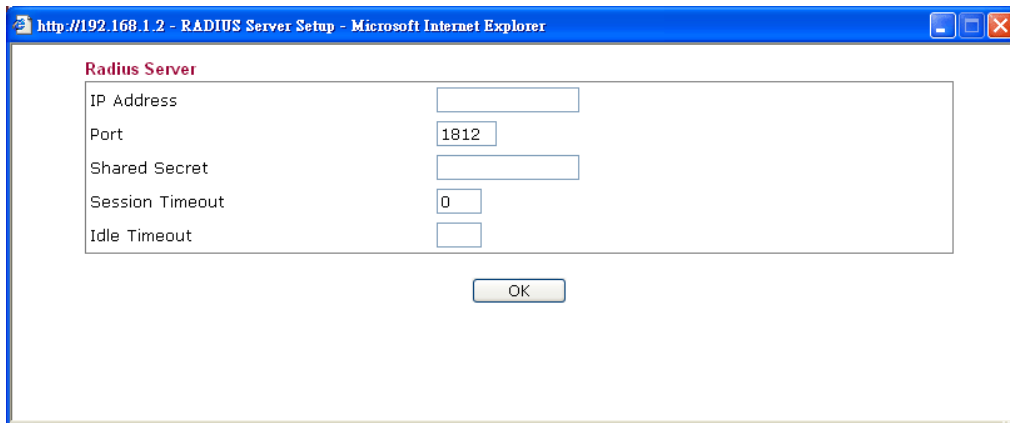 http://192.168.1.2 - RADIUS Server Setup - Microsoft Internet Explorer
Radius Server
IP Address
Port 1812
Shared Secret
Session Timeout 0
Idle Timeout
OK